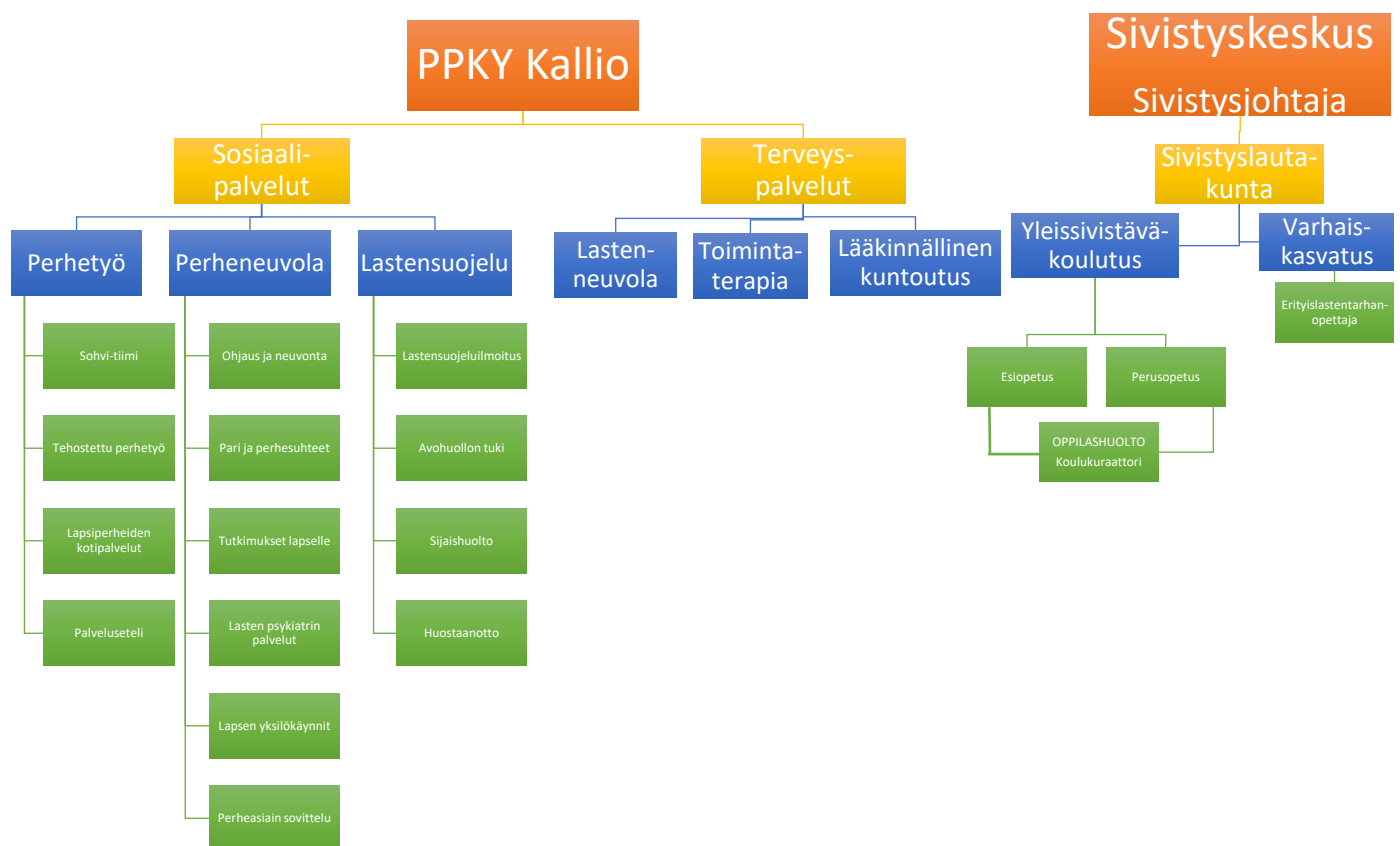 PPKY Kallio
Sivistyskeskus
Sivistysjohtaja
Sosiaali-
palvelut
Terveys-
palvelut
Sivistyslauta-
kunta
Perhetyö
Perheneuvola
Lastensuojelu
Lasten-
neuvola
Toiminta-
terapia
Lääkinnällinen
kuntoutus
Yleissivistävä-
koulutus
Varhais-
kasvatus
Sohvi-tiimi
Tehostettu perhetyö
Lapsiperheiden
kotipalvelut
Palveluseteli
Ohjaus ja neuvonta
Pari ja perhesuhteet
Tutkimukset lapselle
Lasten psykiatrin
palvelut
Lapsen yksilökäynnit
Perheasiain sovittelu
Lastensuojeluilmoitus
Avohuollon tuki
Sijaishuolto
Huostaanotto
Esiopetus
Perusopetus
OPPILASHUOLTO
Koulukuraattori
Erityislastentarhan-
opettaja